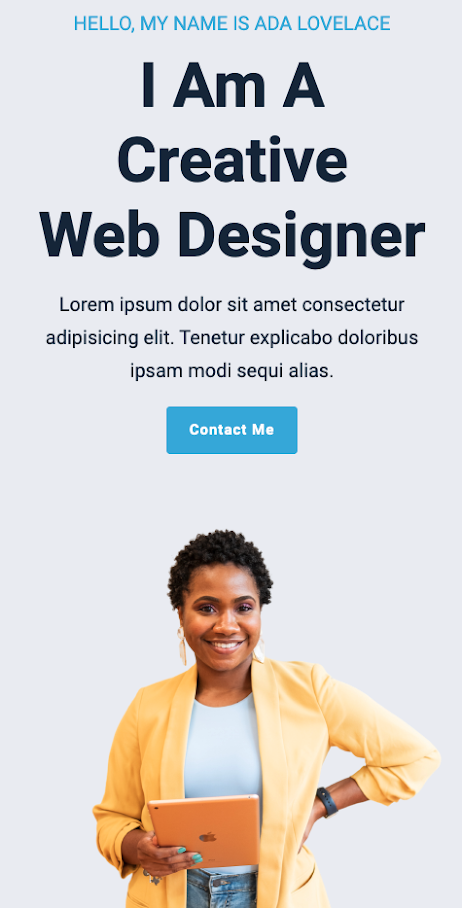 HELLO, MY NAME IS ADA LOVELACE
I Am A
Creative
Web Designer
Lorem ipsum dolor sit amet consectetur
adipisicing elit. Tenetur explicabo doloribus
ipsam modi sequi alias.
Contact Me